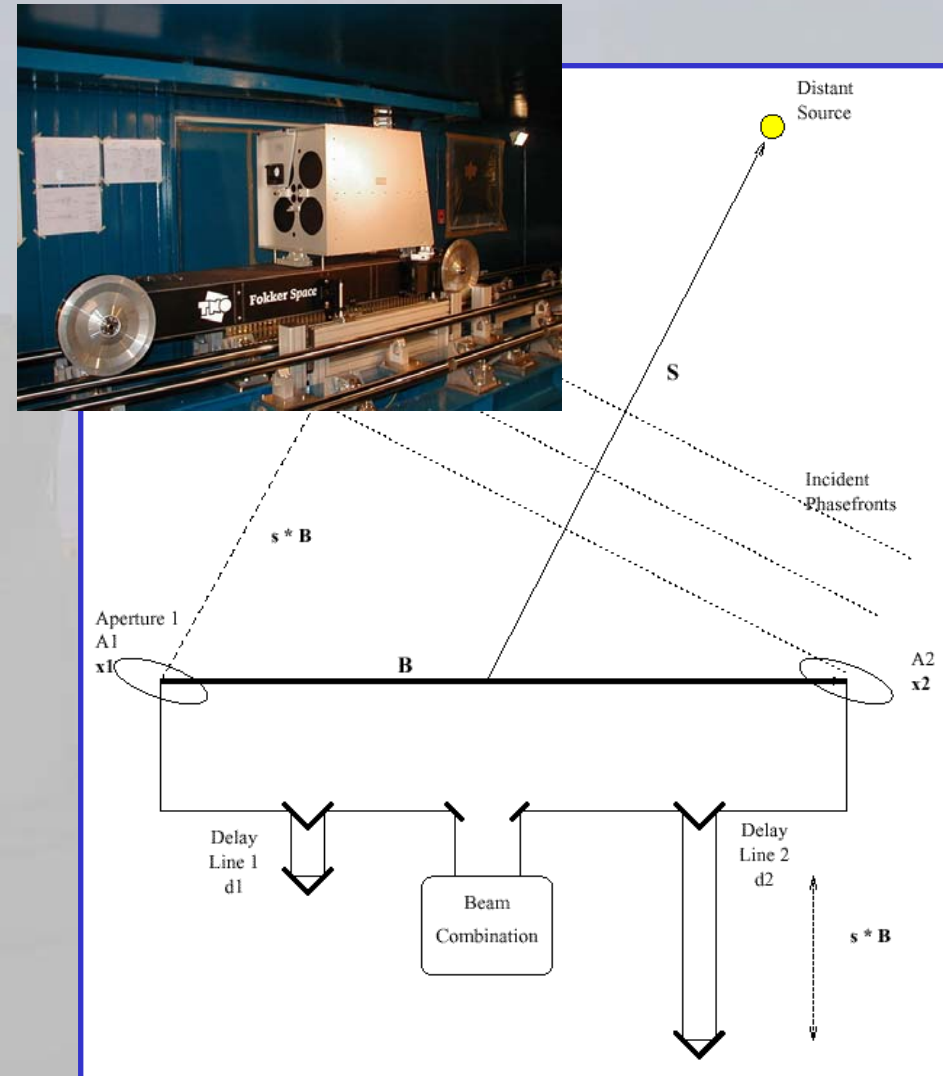 TNO
Fokker Space
Distant
Source
S
Incident
Phasefronts
s * B
Aperture 1
A1
x1
B
A2
x2
Delay
Line 1
d1
Delay
Line 2
d2
Beam
Combination
s * B